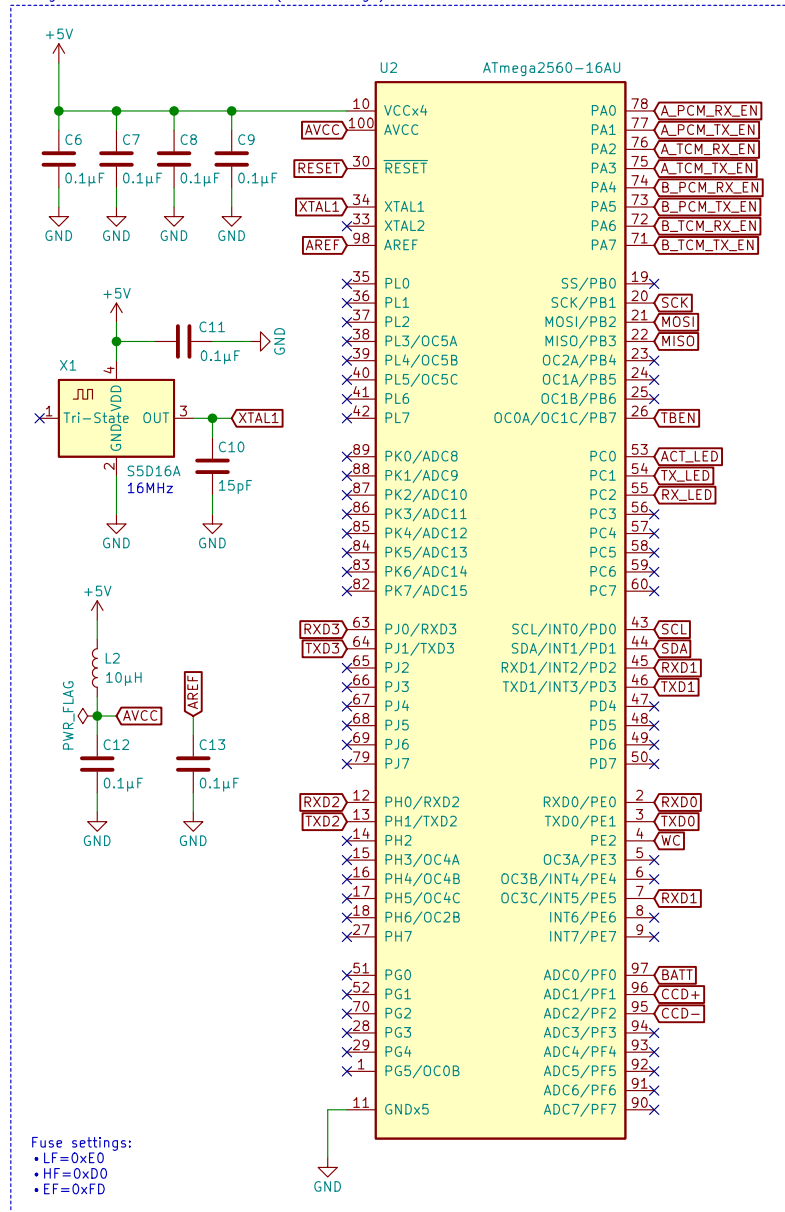 +5V
C6
0.1µF
C7
0.1µF
C8
0.1µF
C9
0.1µF
GND
GND
GND
GND
+5V
C11
0.1µF
GND
X1
4
1
Tri-State
VDD
GND
OUT
3
XTAL1
2
S5D16A
16MHz
C10
15pF
GND
GND
+5V
L2
10µH
PWR_FLAG
AVCC
AREF
C12
0.1µF
C13
0.1µF
GND
GND
U2 ATmega2560-16AU
10 VCCx4
AVCC 100 AVCC
RESET 30 RESET
XTAL1 34 XTAL1
33 XTAL2
AREF 98 AREF
35 PL0
36 PL1
37 PL2
38 PL3/OC5A
39 PL4/OC5B
40 PL5/OC5C
41 PL6
42 PL7
89 PK0/ADC8
88 PK1/ADC9
87 PK2/ADC10
86 PK3/ADC11
85 PK4/ADC12
84 PK5/ADC13
83 PK6/ADC14
82 PK7/ADC15
RXD3 63 PJ0/RXD3
TXD3 64 PJ1/TXD3
65 PJ2
66 PJ3
67 PJ4
68 PJ5
69 PJ6
79 PJ7
RXD2 12 PH0/RXD2
TXD2 13 PH1/TXD2
14 PH2
15 PH3/OC4A
16 PH4/OC4B
17 PH5/OC4C
18 PH6/OC2B
27 PH7
51 PG0
52 PG1
70 PG2
28 PG3
29 PG4
1 PG5/OC0B
11 GNDx5
GND
PA0 78 A_PCM_RX_EN
PA1 77 A_PCM_TX_EN
PA2 76 A_TCM_RX_EN
PA3 75 A_TCM_TX_EN
PA4 74 B_PCM_RX_EN
PA5 73 B_PCM_TX_EN
PA6 72 B_TCM_RX_EN
PA7 71 B_TCM_TX_EN
SS/PB0 19
SCK/PB1 20 SCK
MOSI/PB2 21 MOSI
MISO/PB3 22 MISO
OC2A/PB4 23
OC1A/PB5 24
OC1B/PB6 25
OC0A/OC1C/PB7 26 TBEN
PC0 53 ACT_LED
PC1 54 TX_LED
PC2 55 RX_LED
PC3 56
PC4 57
PC5 58
PC6 59
PC7 60
SCL/INT0/PD0 43 SCL
SDA/INT1/PD1 44 SDA
RXD1/INT2/PD2 45 RXD1
TXD1/INT3/PD3 46 TXD1
PD4 47
PD5 48
PD6 49
PD7 50
RXD0/PE0 2 RXD0
TXD0/PE1 3 TXD0
PE2 4 WC
OC3A/PE3 5
OC3B/INT4/PE4 6
OC3C/INT5/PE5 7 RXD1
INT6/PE6 8
INT7/PE7 9
ADC0/PF0 97 BATT
ADC1/PF1 96 CCD+
ADC2/PF2 95 CCD-
ADC3/PF3 94
ADC4/PF4 93
ADC5/PF5 92
ADC6/PF6 91
ADC7/PF7 90
Fuse settings:
• LF=0xE0
• HF=0xD0
• EF=0xFD